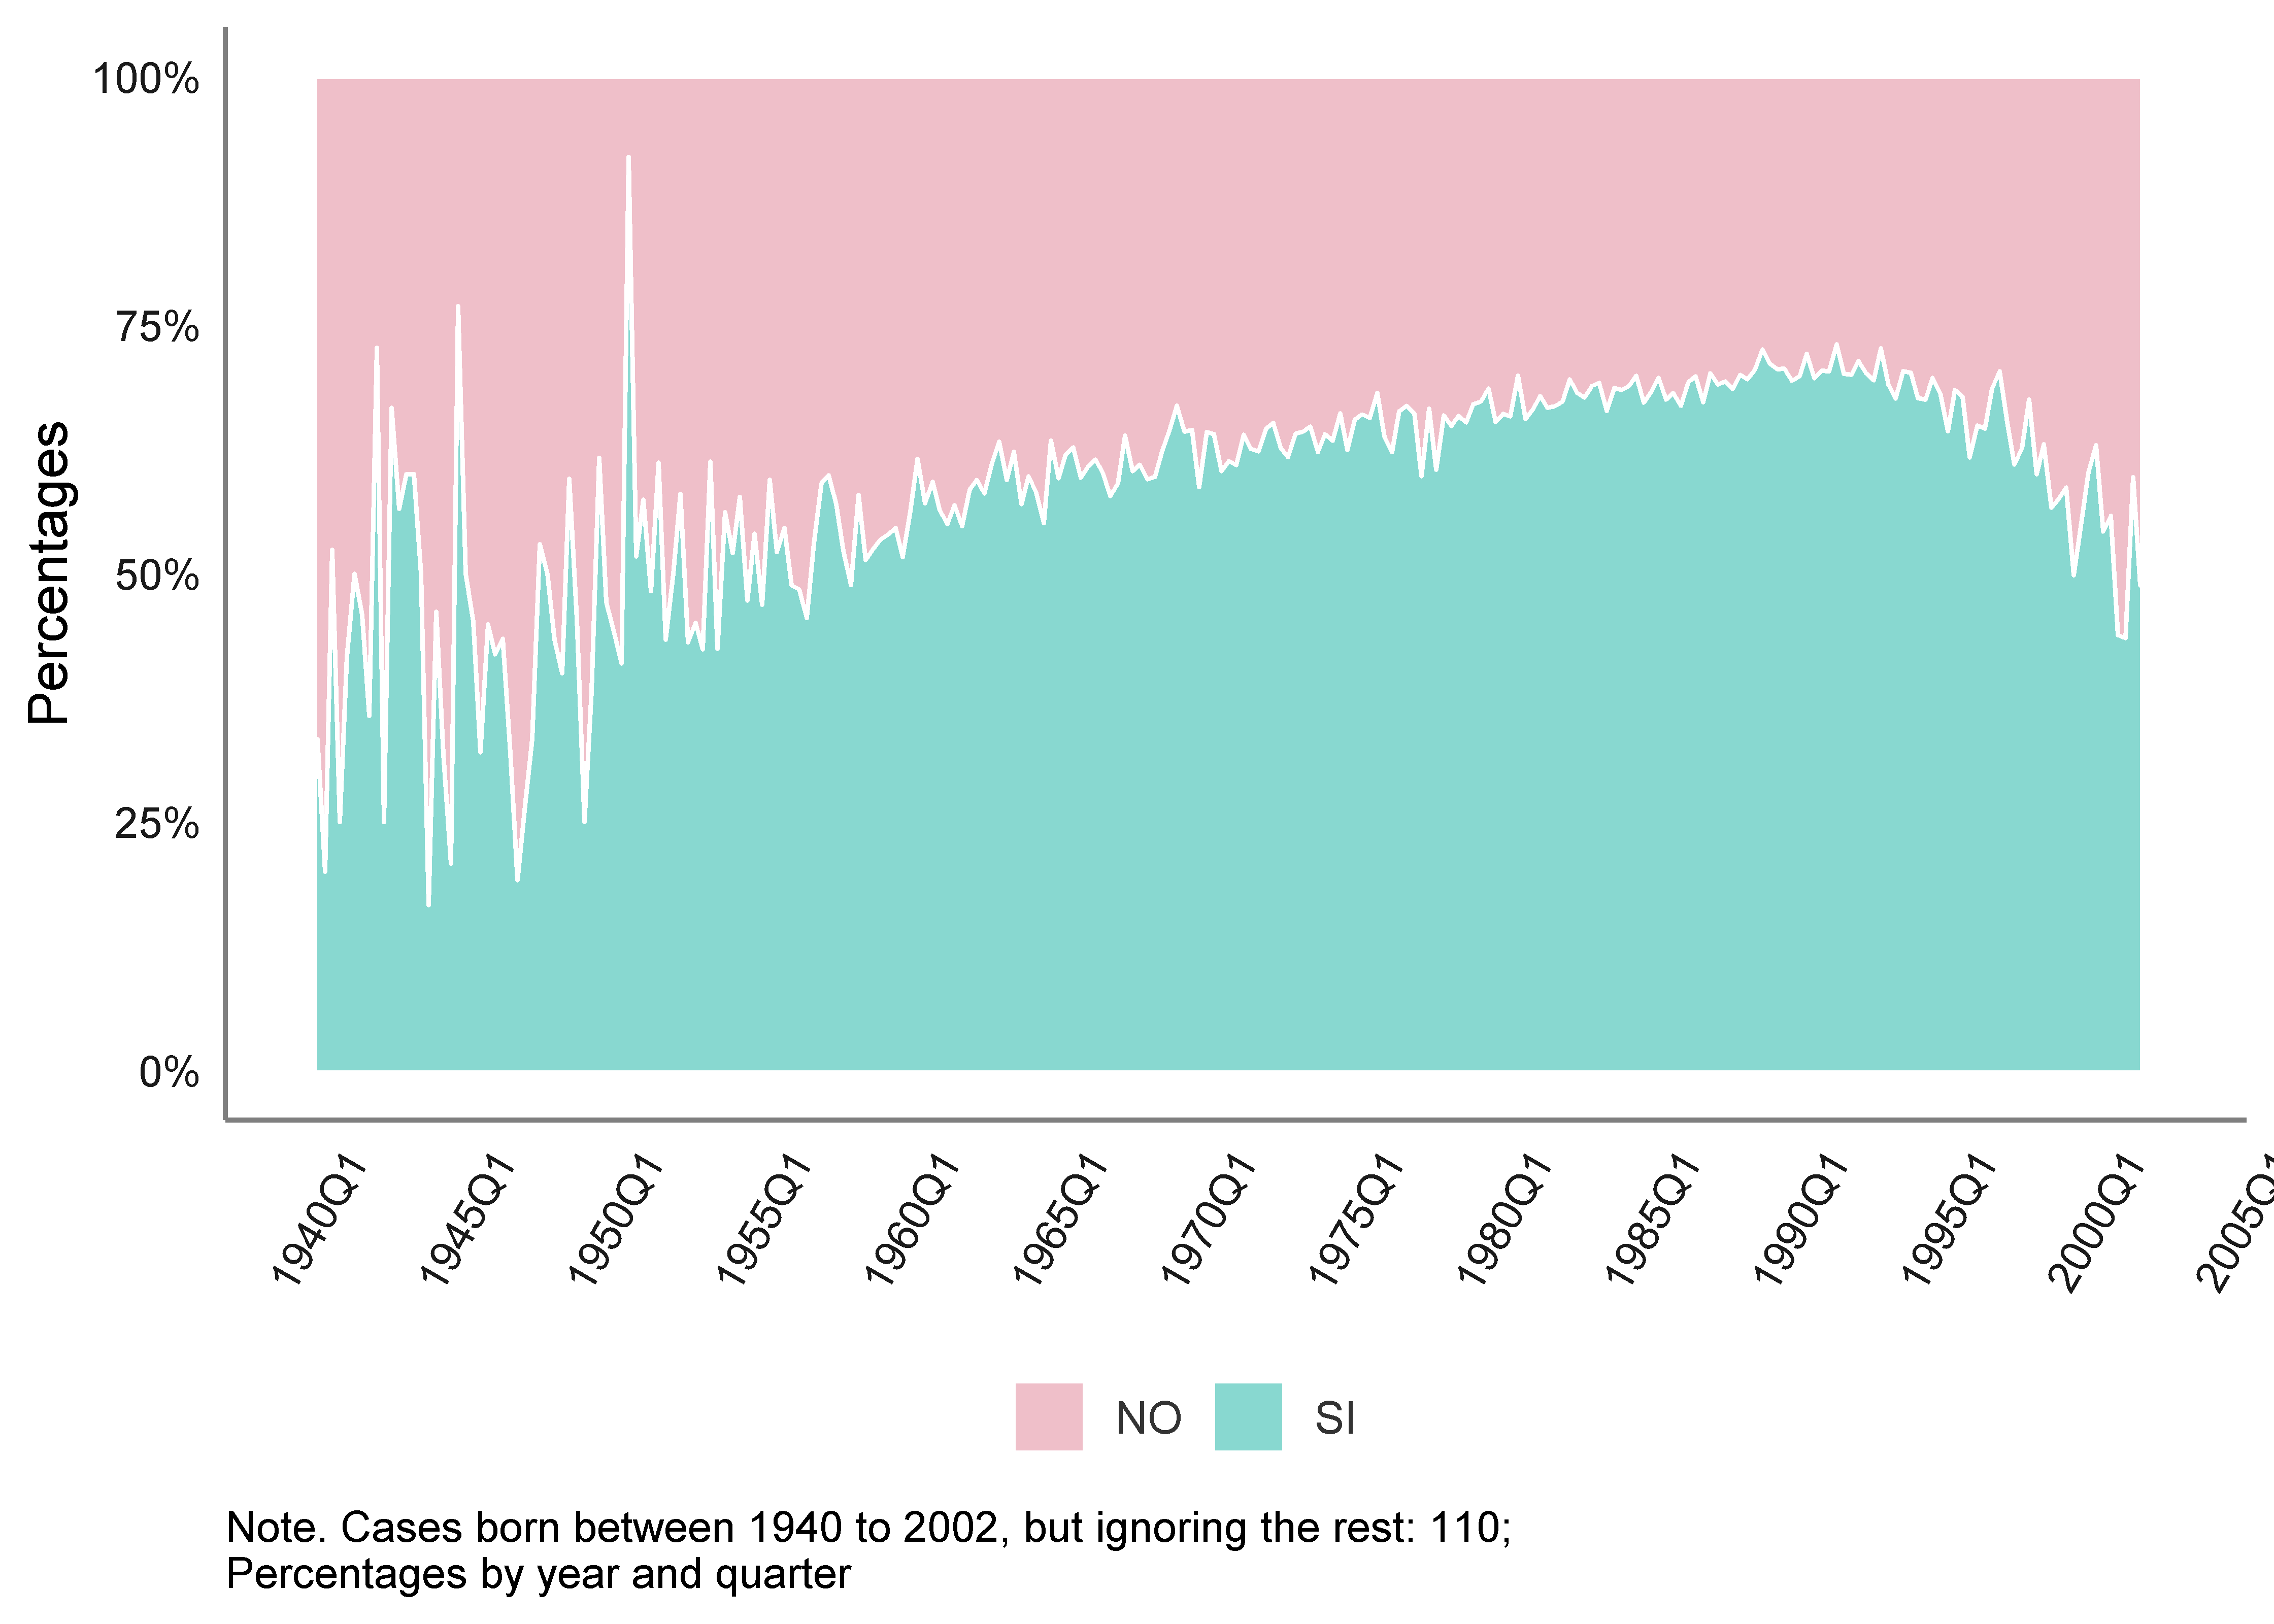 Percentages
100%
75%
50%
25%
0%
1940Q1
1945Q1
1950Q1
1955Q1
1960Q1
1965Q1
1970Q1
1975Q1
1980Q1
1985Q1
1990Q1
1995Q1
2000Q1
2005Q1
NO
SI
Note. Cases born between 1940 to 2002, but ignoring the rest: 110;
Percentages by year and quarter